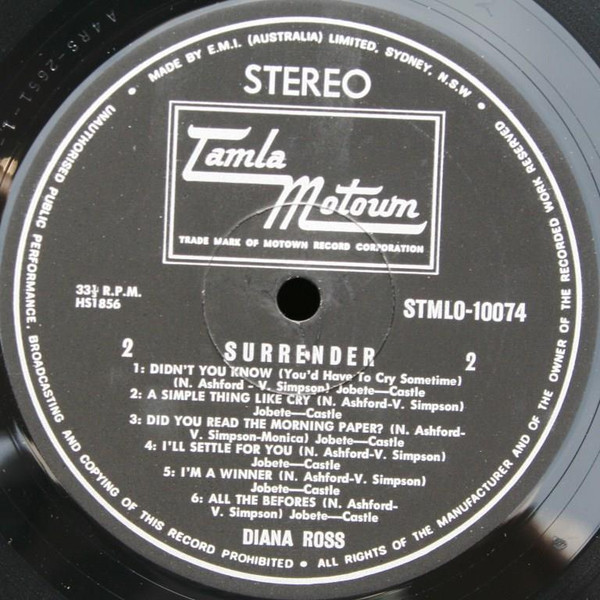 MADE BY E.M.I. (AUSTRALIA) LIMITED, SYDNEY, N.S.W.
STEREO
Tamla
Motown
TRADE MARK OF MOTOWN RECORD CORPORATION
33⅓ R.P.M.
HS1856
STMLO-10074
2 SURRENDER 2
1: DIDN'T YOU KNOW (You'd Have To Cry Sometime)
(N. Ashford-V. Simpson) Jobete—Castle
2: A SIMPLE THING LIKE CRY (N. Ashford-V. Simpson)
Jobete—Castle
3: DID YOU READ THE MORNING PAPER? (N. Ashford-
V. Simpson-Monica) Jobete—Castle
4: I'LL SETTLE FOR YOU (N. Ashford-V. Simpson)
Jobete—Castle
5: I'M A WINNER (N. Ashford-V. Simpson)
Jobete—Castle
6: ALL THE BEFORES (N. Ashford-
V. Simpson) Jobete—Castle
DIANA ROSS
UNAUTHORISED PUBLIC PERFORMANCE, BROADCASTING AND COPYING OF THIS RECORD PROHIBITED • ALL RIGHTS OF THE MANUFACTURER AND OF THE OWNER OF THE RECORDED WORK RESERVED